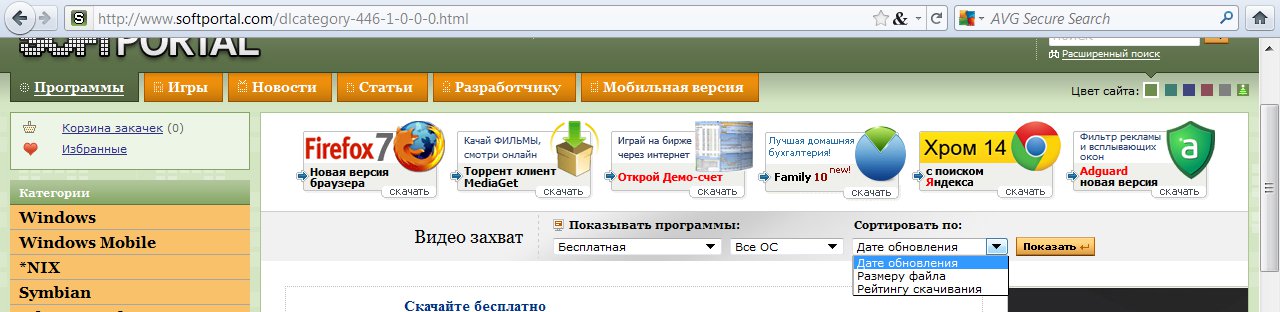 http://www.softportal.com/dlcategory-446-1-0-0-0.html
AVG Secure Search
SOFTPORTAL
Поиск
Расширенный поиск
Программы
Игры
Новости
Статьи
Разработчику
Мобильная версия
Цвет сайта:
Корзина закачек (0)
Избранные
Firefox 7
Новая версия
браузера
скачать
Качай ФИЛЬМЫ,
смотри онлайн
Торрент клиент
MediaGet
скачать
Играй на бирже
через интернет
Открой Демо-счет
скачать
Лучшая домашняя
бухгалтерия!
Family 10 new!
скачать
Хром 14
с поиском
Яндекса
скачать
Фильтр рекламы
и всплывающих
окон
Adguard
новая версия
a
скачать
Категории
Windows
Windows Mobile
*NIX
Symbian
Видео захват
Показывать программы:
Бесплатная
Все ОС
Сортировать по:
Дате обновления
Показать
Дате обновления
Размеру файла
Рейтингу скачивания
Скачайте бесплатно